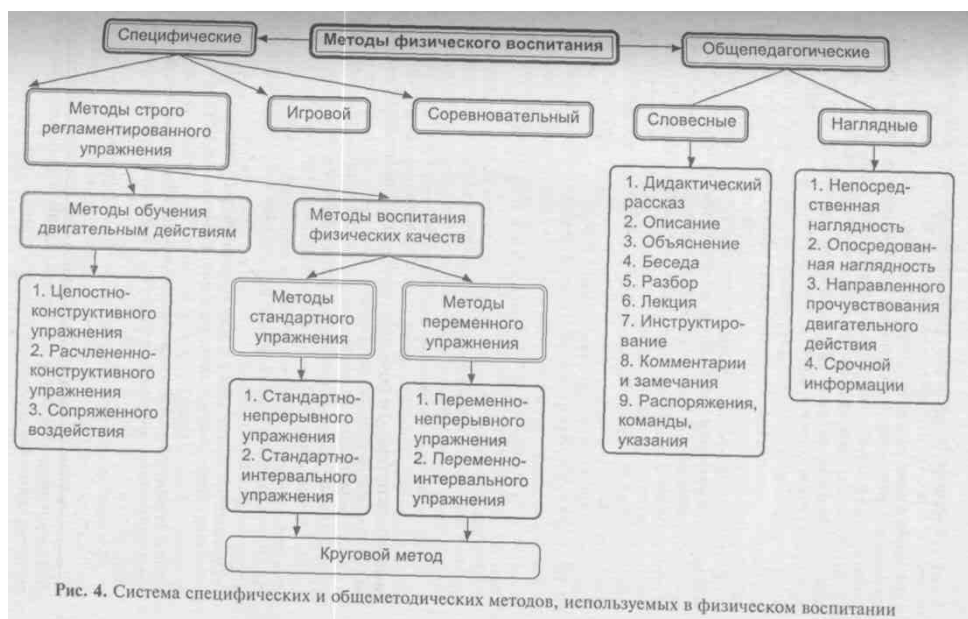 Специфические
Методы физического воспитания
Общепедагогические
Методы строго
регламентированного
упражнения
Игровой
Соревновательный
Словесные
Наглядные
Методы обучения
двигательным действиям
Методы воспитания
физических качеств
1. Целостно-
конструктивного
упражнения
2. Расчлененно-
конструктивного
упражнения
3. Сопряженного
воздействия
Методы
стандартного
упражнения
Методы
переменного
упражнения
1. Стандартно-
непрерывного
упражнения
2. Стандартно-
интервального
упражнения
1. Переменно-
непрерывного
упражнения
2. Переменно-
интервального
упражнения
Круговой метод
1. Дидактический
рассказ
2. Описание
3. Объяснение
4. Беседа
5. Разбор
6. Лекция
7. Инструктиро-
вание
8. Комментарии
и замечания
9. Распоряжения,
команды,
указания
1. Непосред-
ственная
наглядность
2. Опосредован-
ная наглядность
3. Направленного
прочувствования
двигательного
действия
4. Срочной
информации
Рис. 4. Система специфических и общеметодических методов, используемых в физическом воспитании